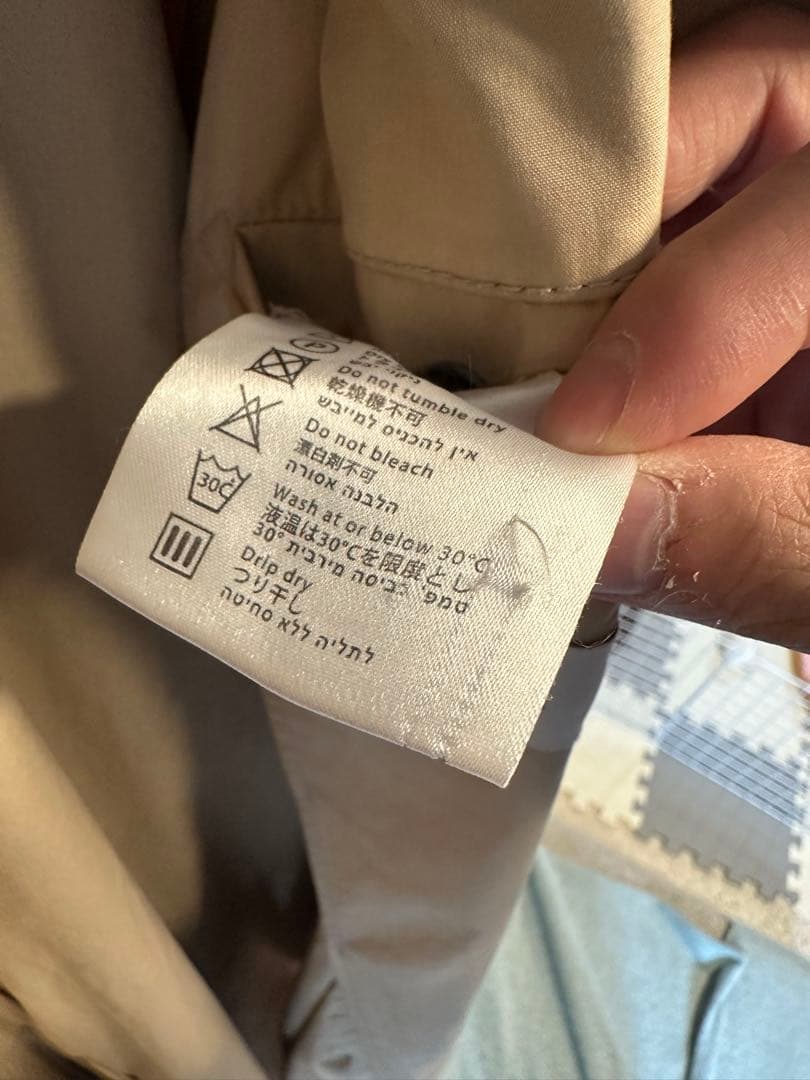 P
Do not tumble dry
乾燥機不可
אין להכניס למייבש
Do not bleach
漂白剤不可
הלבנה אסורה
30C
Wash at or below 30°C
液温は30℃を限度とし
טמפ' כביסה מירבית 30°
Drip dry
つり干し
לתליה ללא סחיטה